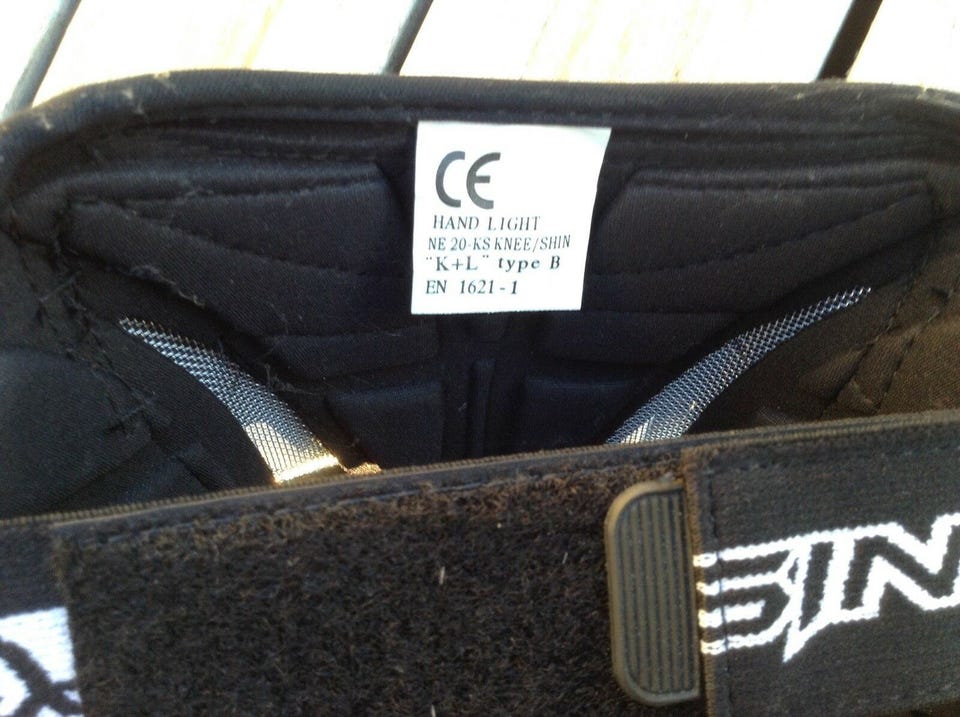 CE
HAND LIGHT
NE 20-KS KNEE/SHIN
"K+L" type B
EN 1621-1